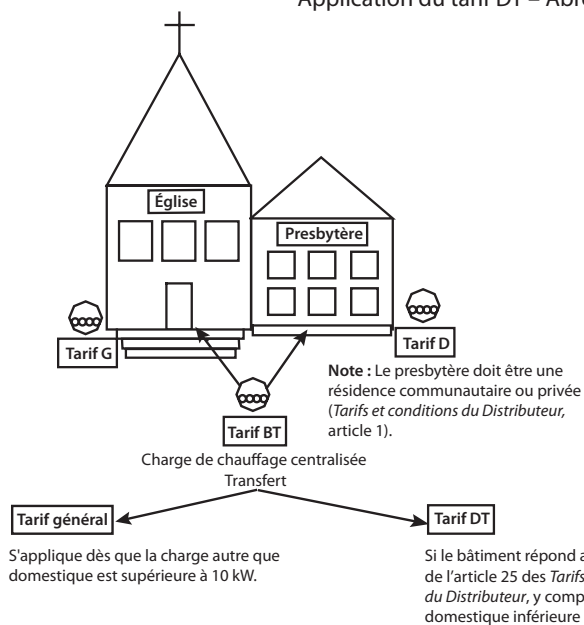 Application du tarif DT – Abro
Église
Presbytère
Tarif G
Tarif D
Note : Le presbytère doit être une
résidence communautaire ou privée
(Tarifs et conditions du Distributeur,
article 1).
Tarif BT
Charge de chauffage centralisée
Transfert
Tarif général
Tarif DT
S'applique dès que la charge autre que
domestique est supérieure à 10 kW.
Si le bâtiment répond a
de l'article 25 des Tarifs
du Distributeur, y comp
domestique inférieure